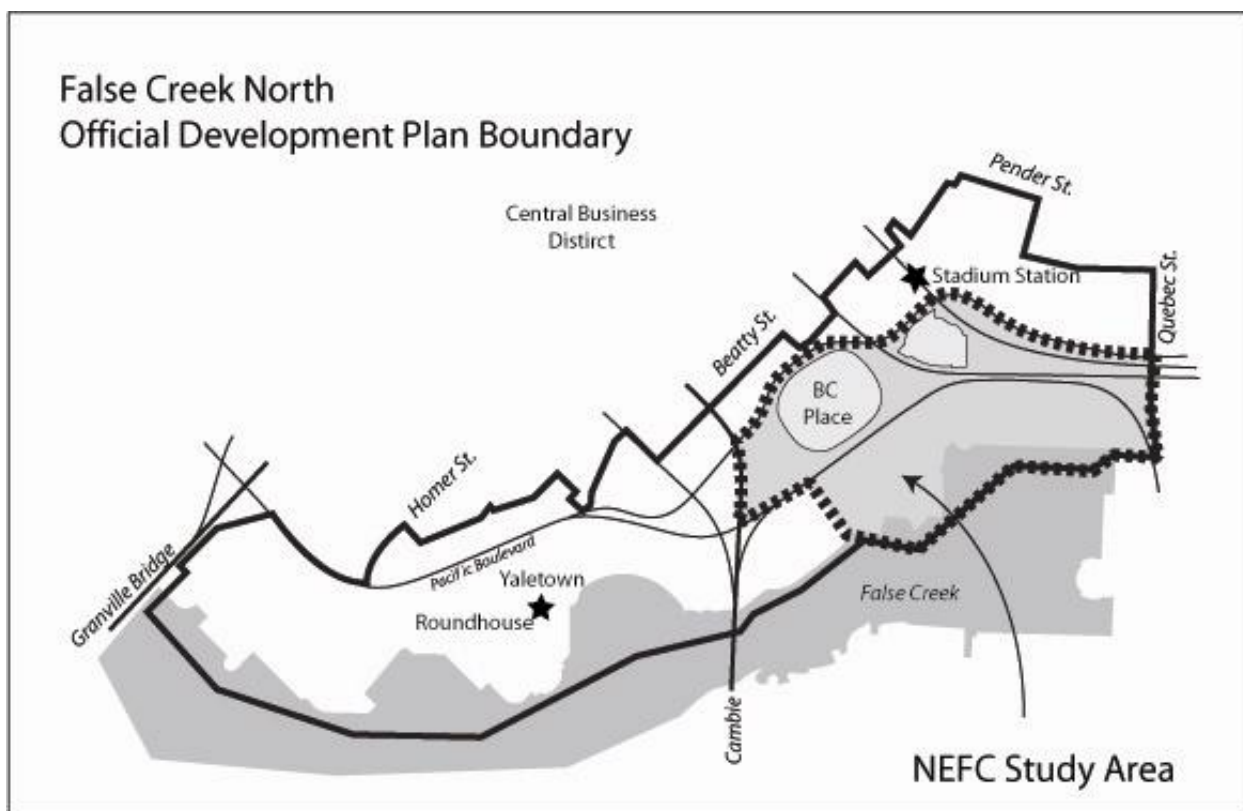 False Creek North
Official Development Plan Boundary
Central Business
Distirct
Pender St.
Stadium Station
Quebec St.
Beatty St.
BC
Place
Homer St.
Pacific Boulevard
Granville Bridge
Yaletown
Roundhouse
False Creek
Cambie
NEFC Study Area